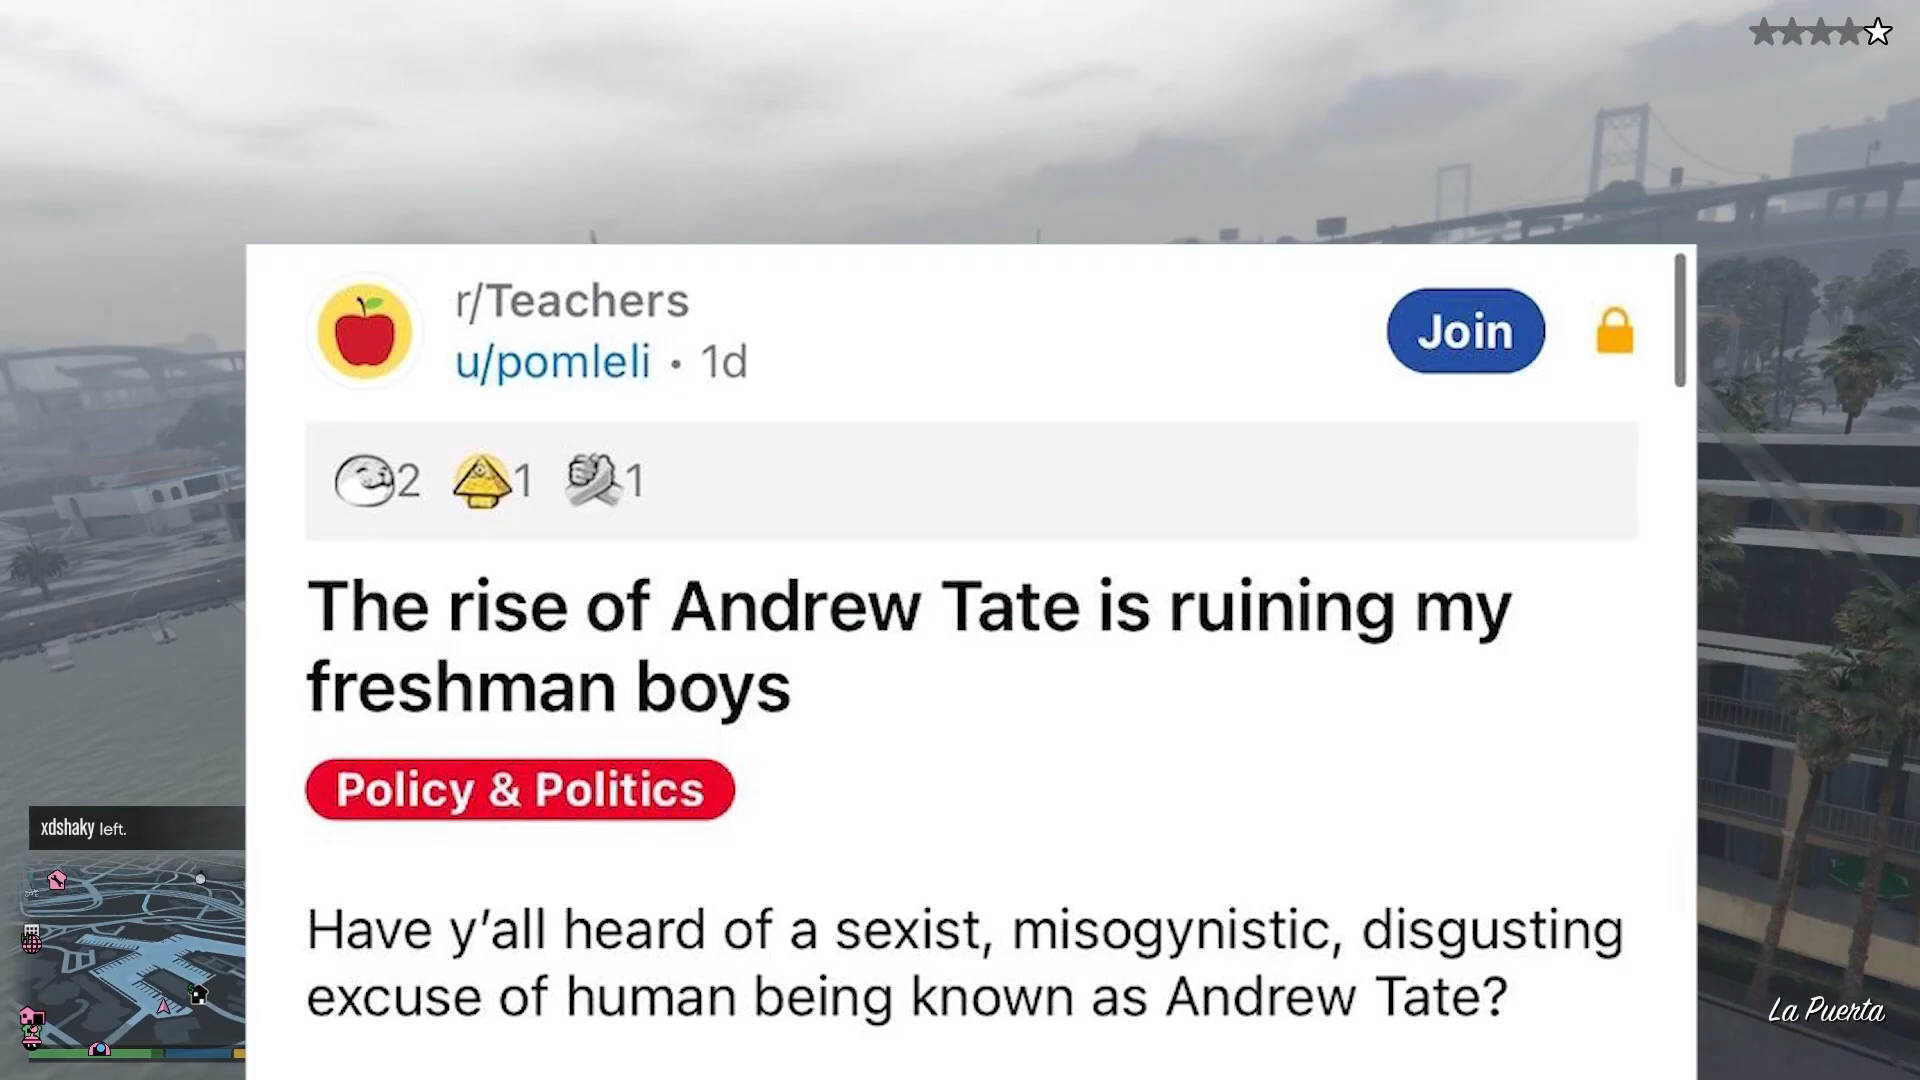 r/Teachers
u/pomleli • 1d
Join
2 1 1
The rise of Andrew Tate is ruining my
freshman boys
Policy & Politics
Have y’all heard of a sexist, misogynistic, disgusting
excuse of human being known as Andrew Tate?
xdshaky left.
La Puerta